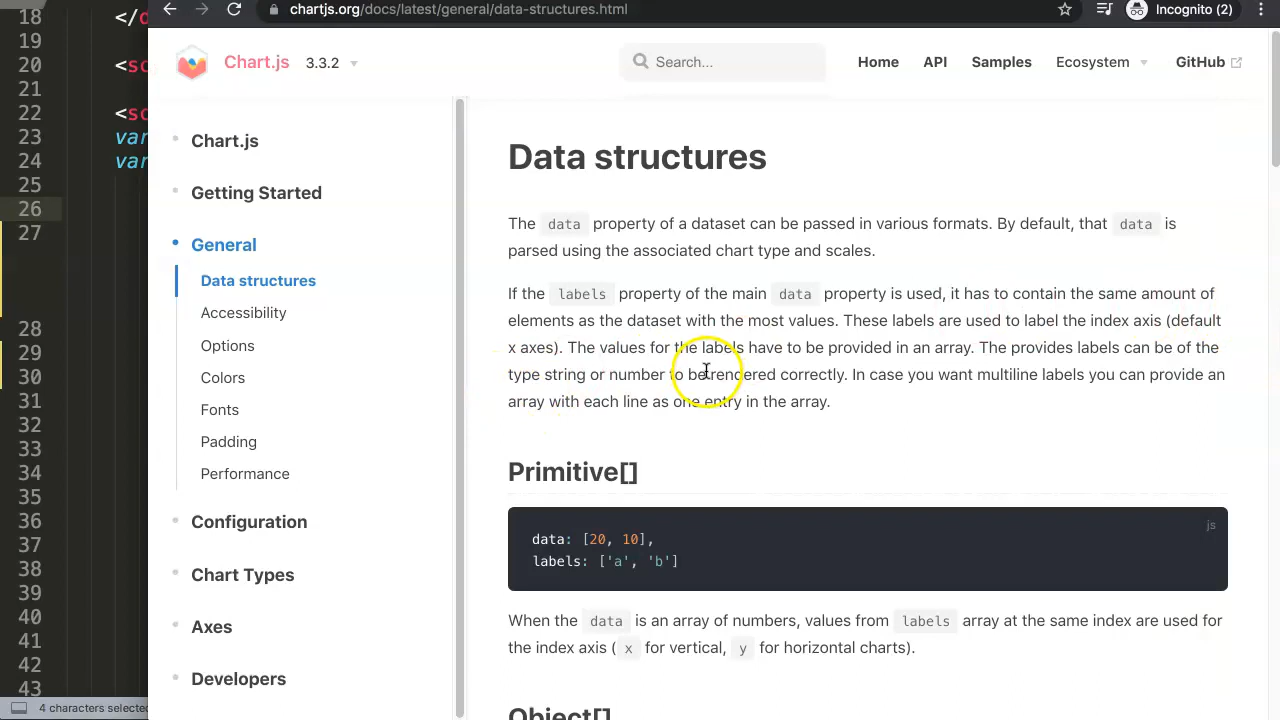 chartjs.org/docs/latest/general/data-structures.html
Incognito (2)
Chart.js
3.3.2
Search...
Home
API
Samples
Ecosystem
GitHub
18 </
19
20 <sc
21
22 <sc
23 var
24 var
25
26
27
28
29
30
31
32
33
34
35
36
37
38
39
40
41
42
43
4 characters selected
Chart.js
Getting Started
General
Data structures
Accessibility
Options
Colors
Fonts
Padding
Performance
Configuration
Chart Types
Axes
Developers
Data structures
The data property of a dataset can be passed in various formats. By default, that data is
parsed using the associated chart type and scales.
If the labels property of the main data property is used, it has to contain the same amount of
elements as the dataset with the most values. These labels are used to label the index axis (default
x axes). The values for the labels have to be provided in an array. The provides labels can be of the
type string or number to be rendered correctly. In case you want multiline labels you can provide an
array with each line as one entry in the array.
Primitive[]
js
data: [20, 10],
labels: ['a', 'b']
When the data is an array of numbers, values from labels array at the same index are used for
the index axis ( x for vertical, y for horizontal charts).
Object[]